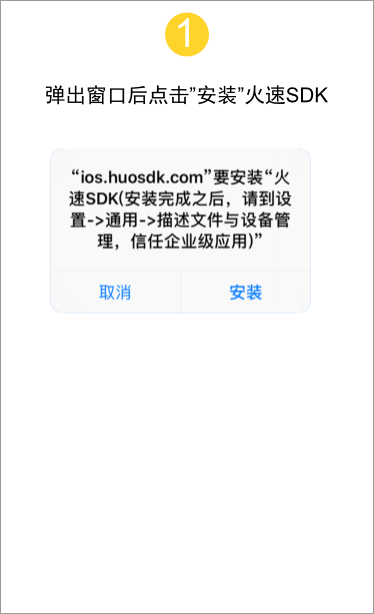 1
弹出窗口后点击”安装”火速SDK
“ios.huosdk.com”要安装“火
速SDK(安装完成之后，请到设
置->通用->描述文件与设备管
理，信任企业级应用)”
取消
安装